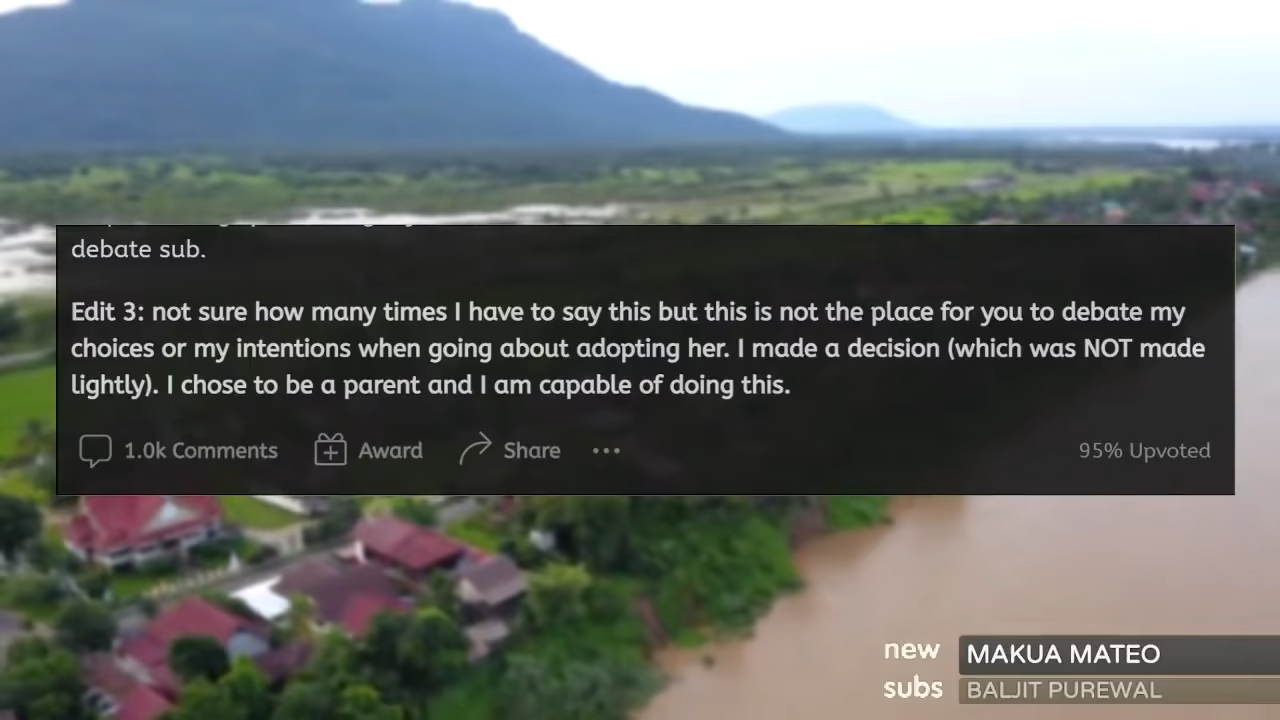 debate sub.
Edit 3: not sure how many times I have to say this but this is not the place for you to debate my
choices or my intentions when going about adopting her. I made a decision (which was NOT made
lightly). I chose to be a parent and I am capable of doing this.
1.0k Comments Award Share 95% Upvoted
new MAKUA MATEO
subs BALJIT PUREWAL